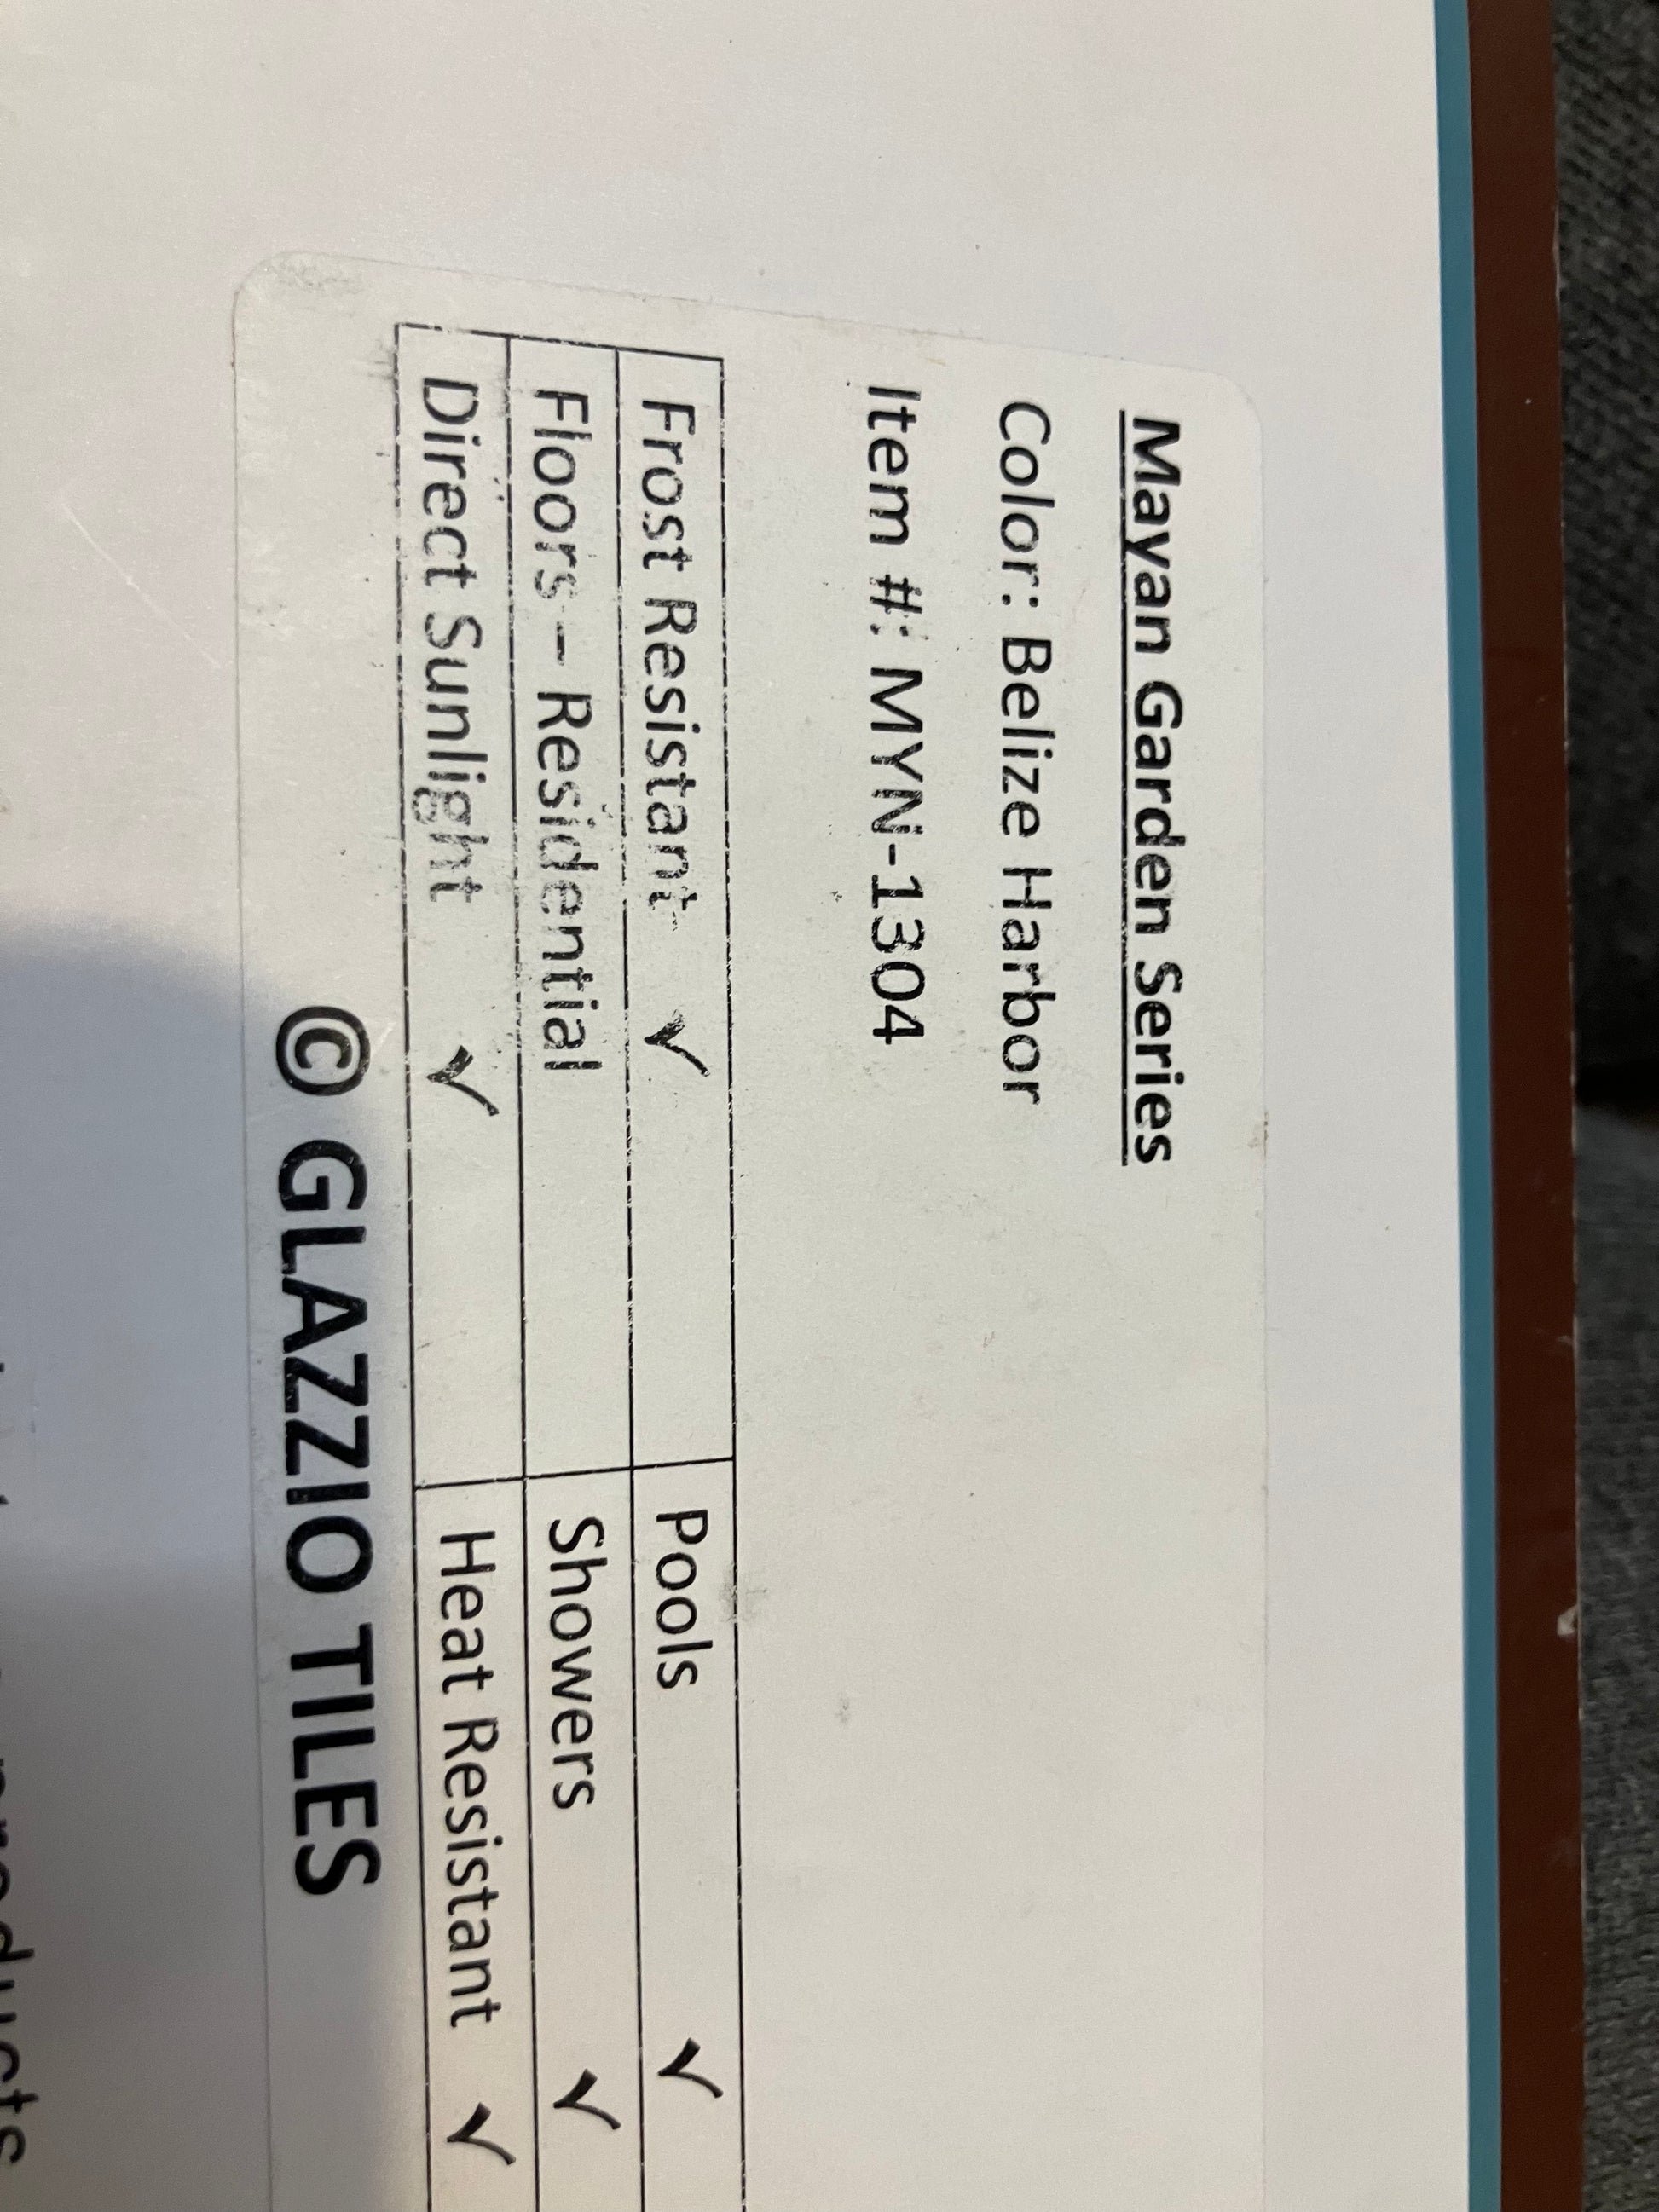 Mayan Garden Series
Color: Belize Harbor
Item #: MYN-1304
Frost Resistant ✓ Pools ✓
Floors – Residential Showers ✓
Direct Sunlight ✓ Heat Resistant ✓
© GLAZZIO TILES
products